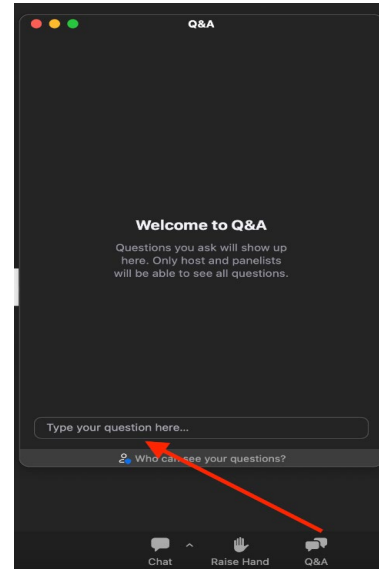 Q&A
Welcome to Q&A
Questions you ask will show up
here. Only host and panelists
will be able to see all questions.
Type your question here...
Who can see your questions?
Chat Raise Hand Q&A